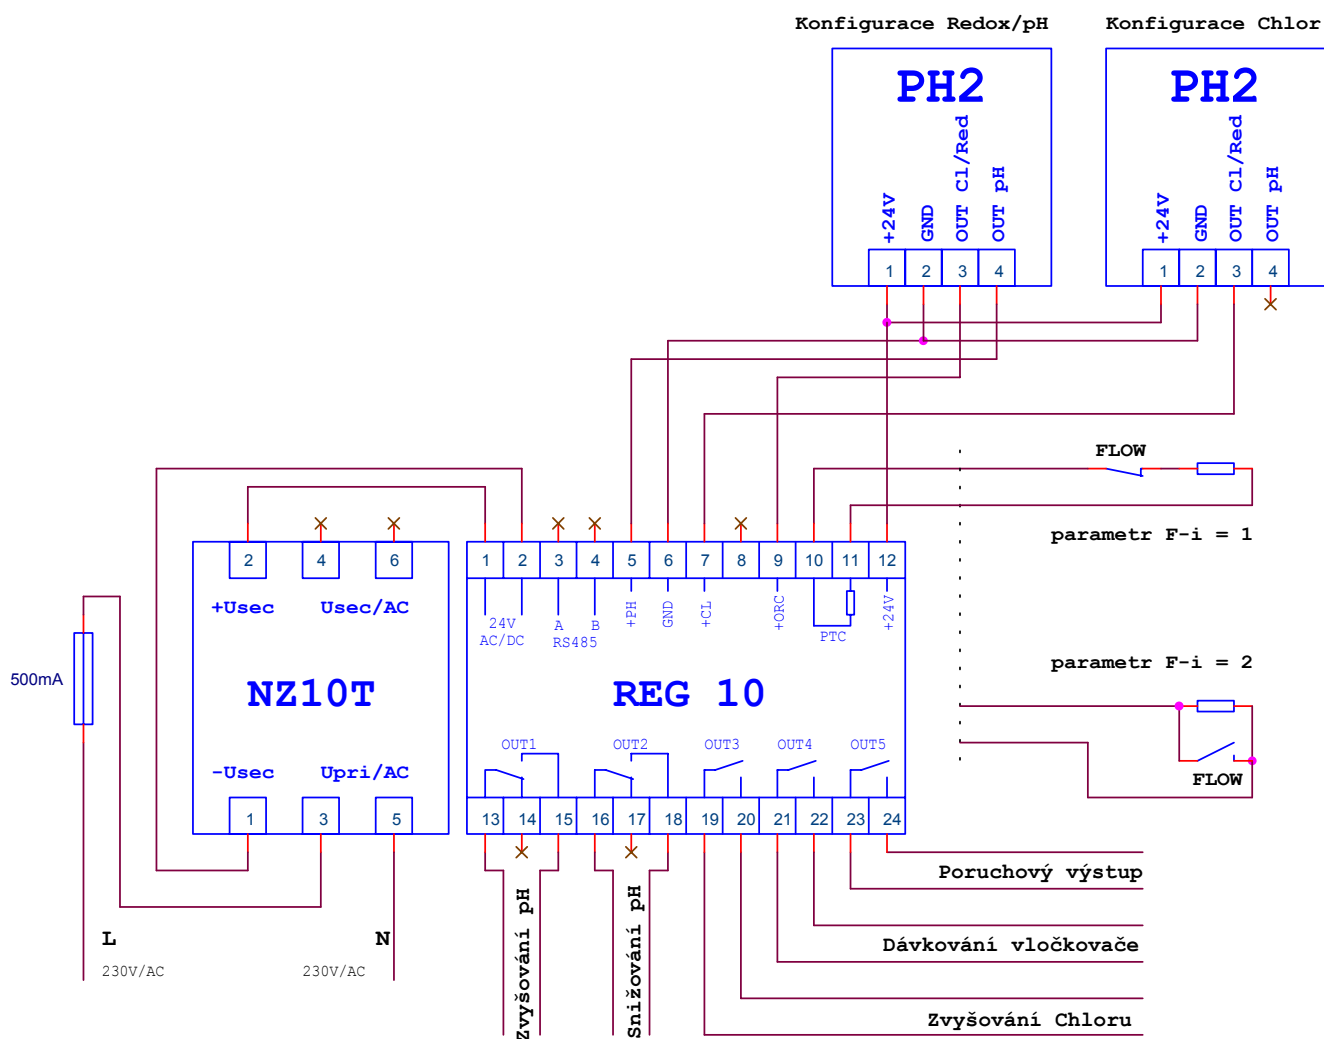 Konfigurace Redox/pH
Konfigurace Chlor
PH2
+24V
GND
OUT Cl/Red
OUT pH
1 2 3 4
PH2
+24V
GND
OUT Cl/Red
OUT pH
1 2 3 4
FLOW
parametr F-i = 1
parametr F-i = 2
FLOW
500mA
2 4 6
+Usec Usec/AC
NZ10T
-Usec Upri/AC
1 3 5
L
230V/AC
N
230V/AC
1 2 3 4 5 6 7 8 9 10 11 12
24V
AC/DC
A B
RS485
+PH
GND
+CL
+ORC
PTC
+24V
REG 10
OUT1 OUT2 OUT3 OUT4 OUT5
13 14 15 16 17 18 19 20 21 22 23 24
Zvyšování pH
Snižování pH
Poruchový výstup
Dávkování vločkovače
Zvyšování Chloru